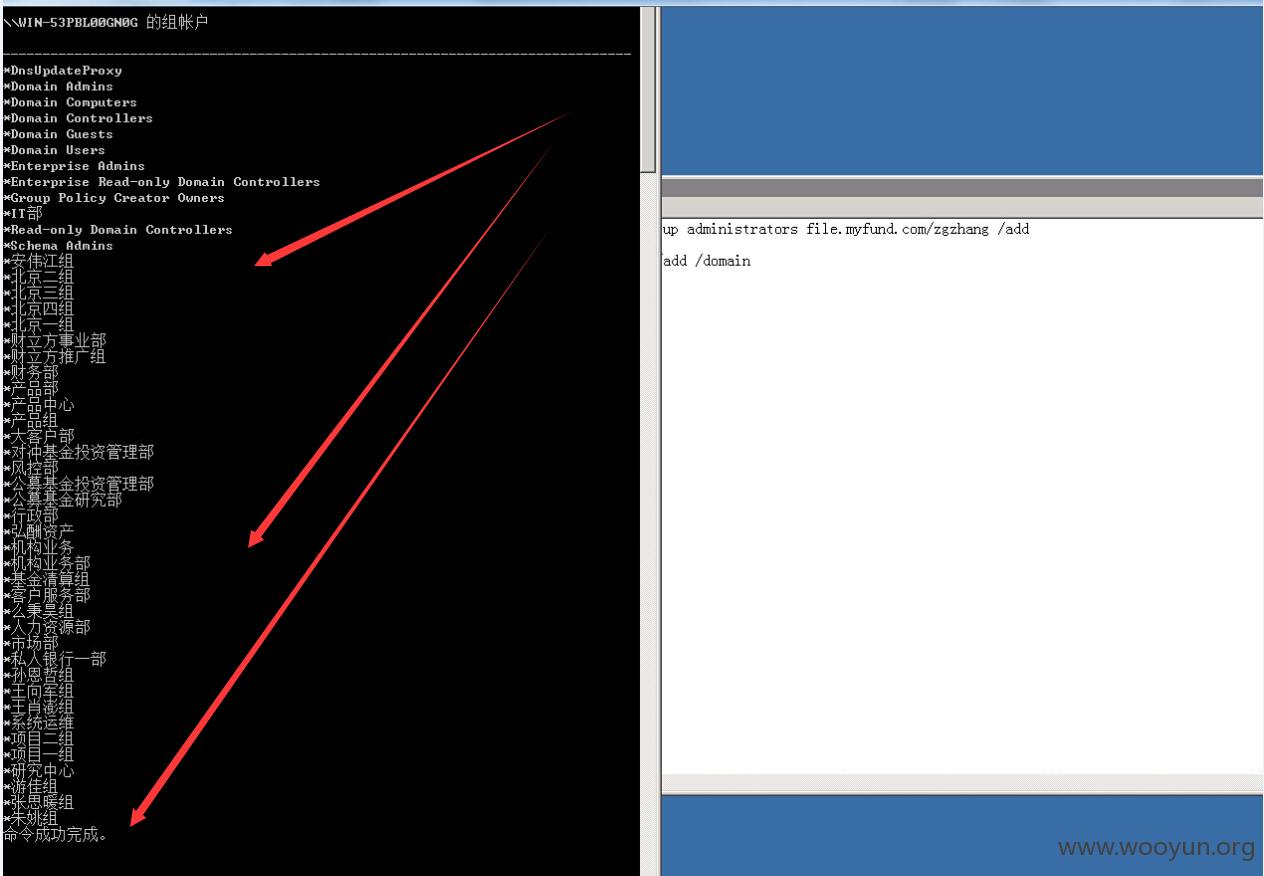 \\WIN-53PBL00GN0G 的组帐户
-------------------------------------------------------------------------------
*DnsUpdateProxy
*Domain Admins
*Domain Computers
*Domain Controllers
*Domain Guests
*Domain Users
*Enterprise Admins
*Enterprise Read-only Domain Controllers
*Group Policy Creator Owners
*IT部
*Read-only Domain Controllers
*Schema Admins
*安伟江组
*北京二组
*北京三组
*北京四组
*北京一组
*财立方事业部
*财立方推广组
*财务部
*产品部
*产品中心
*产品组
*大客户部
*对冲基金投资管理部
*风控部
*公募基金投资管理部
*公募基金研究部
*行政部
*弘酬资产
*机构业务
*机构业务部
*基金清算组
*客户服务部
*么秉昊组
*人力资源部
*市场部
*私人银行一部
*孙恩哲组
*王向军组
*王肖澎组
*系统运维
*项目二组
*项目一组
*研究中心
*游佳组
*张思暖组
*朱姚组
命令成功完成。
up administrators file.myfund.com/zgzhang /add
/add /domain
www.wooyun.org